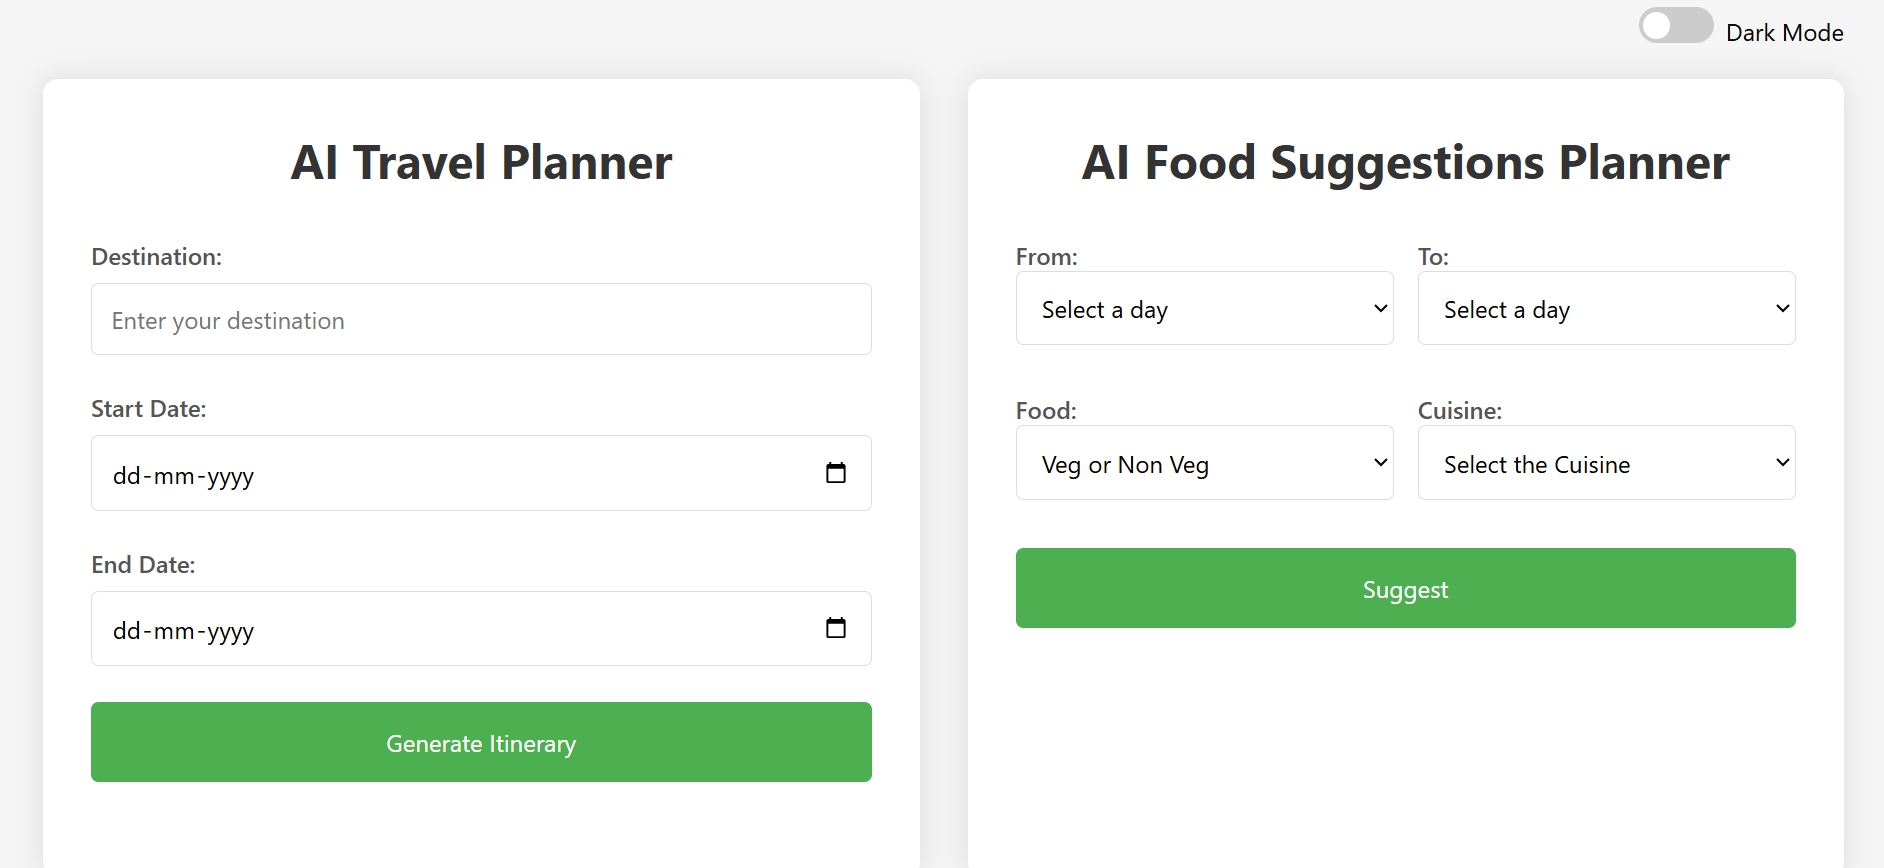 Dark Mode
AI Travel Planner
Destination:
Enter your destination
Start Date:
dd-mm-yyyy
End Date:
dd-mm-yyyy
Generate Itinerary
AI Food Suggestions Planner
From:
Select a day
To:
Select a day
Food:
Veg or Non Veg
Cuisine:
Select the Cuisine
Suggest